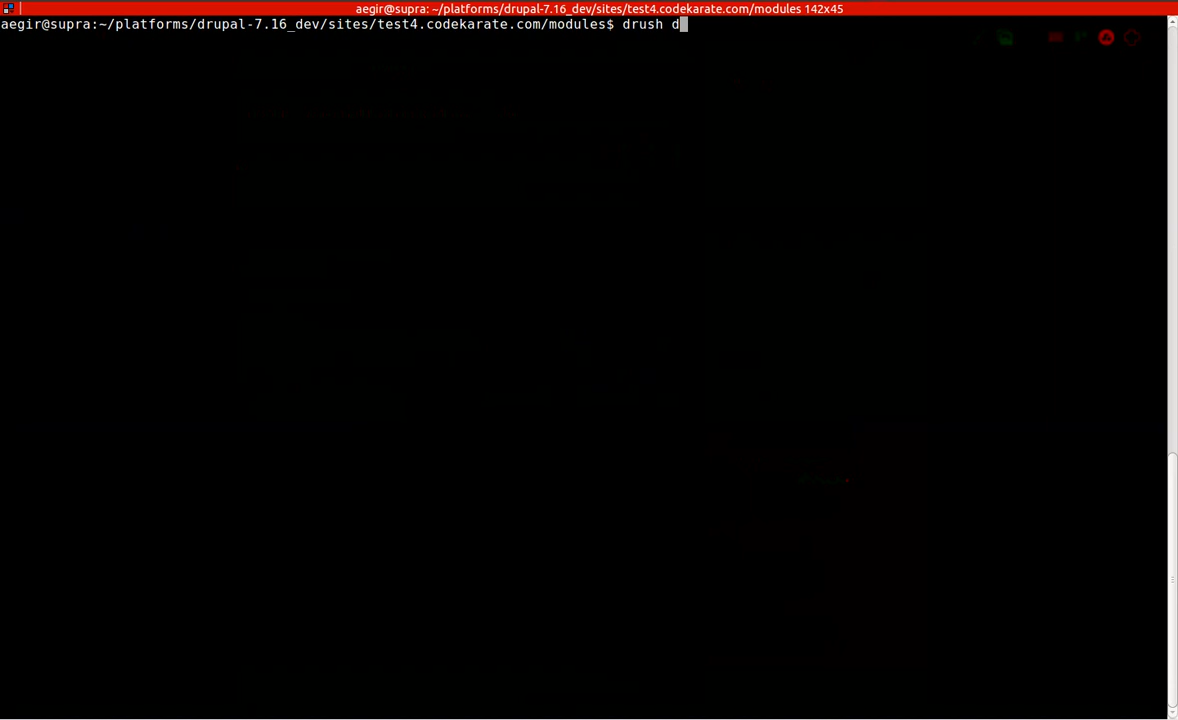 aegir@supra: ~/platforms/drupal-7.16_dev/sites/test4.codekarate.com/modules 142x45
aegir@supra:~/platforms/drupal-7.16_dev/sites/test4.codekarate.com/modules$ drush d